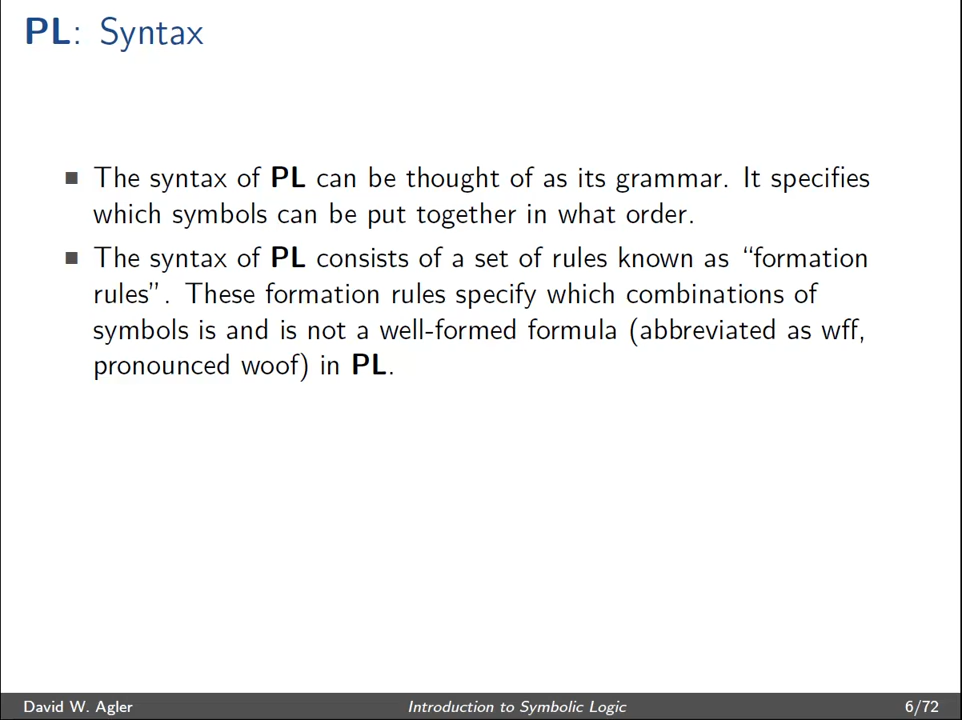 PL: Syntax
■ The syntax of PL can be thought of as its grammar. It specifies
which symbols can be put together in what order.
■ The syntax of PL consists of a set of rules known as “formation
rules”. These formation rules specify which combinations of
symbols is and is not a well-formed formula (abbreviated as wff,
pronounced woof) in PL.
David W. Agler
Introduction to Symbolic Logic
6/72